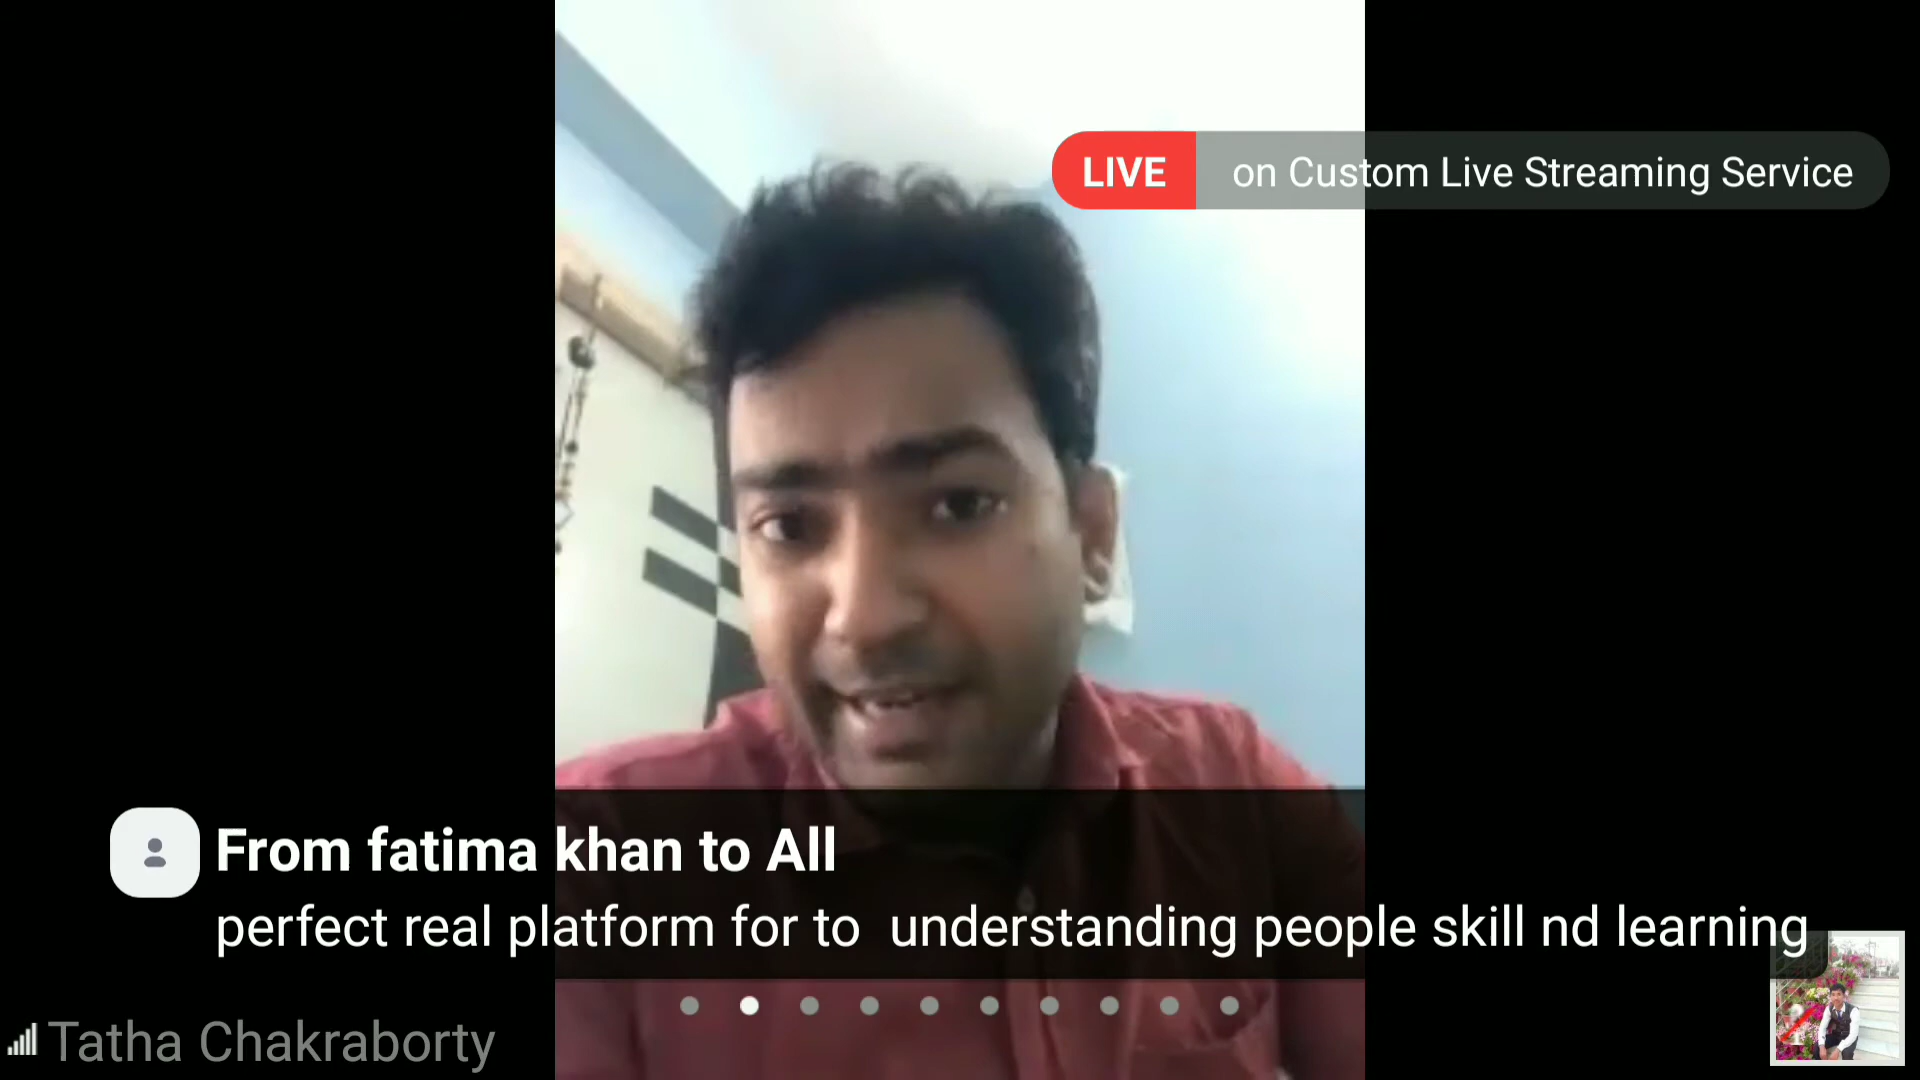 LIVE on Custom Live Streaming Service
From fatima khan to All
perfect real platform for to  understanding people skill nd learning
Tatha Chakraborty